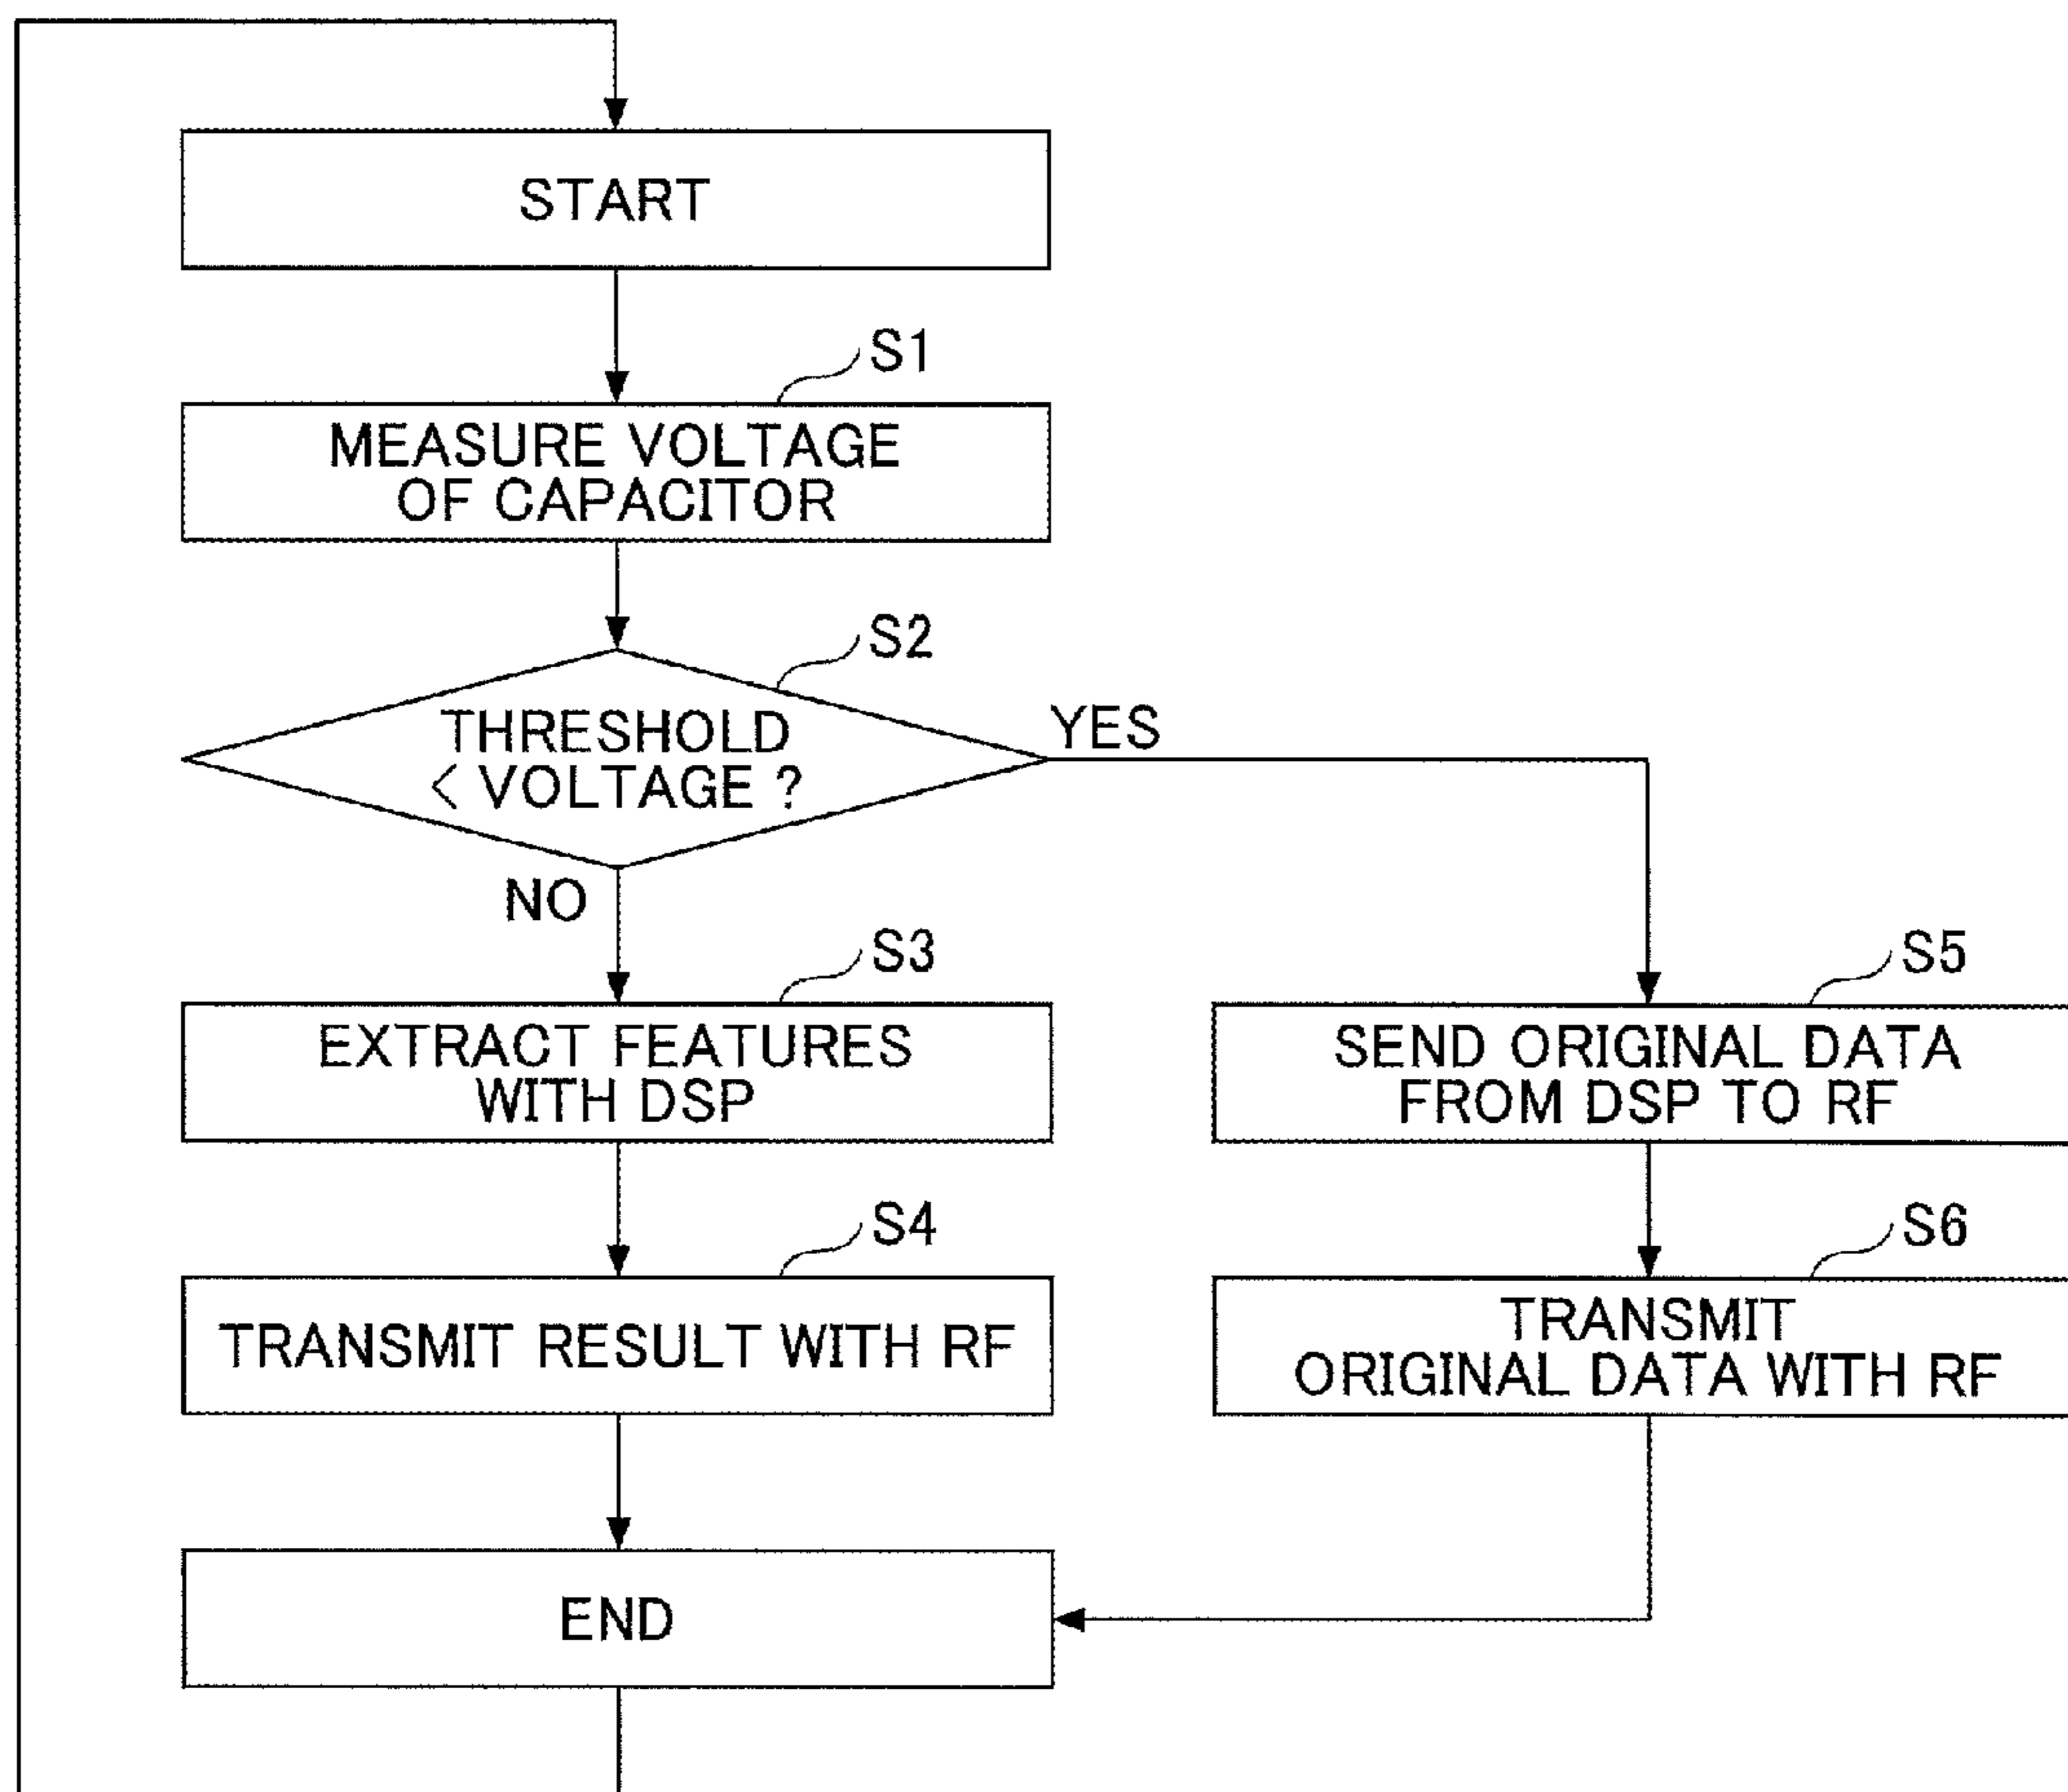 START
S1
MEASURE VOLTAGE
OF CAPACITOR
S2
THRESHOLD
< VOLTAGE ?
YES
NO
S3
EXTRACT FEATURES
WITH DSP
S5
SEND ORIGINAL DATA
FROM DSP TO RF
S4
TRANSMIT RESULT WITH RF
S6
TRANSMIT
ORIGINAL DATA WITH RF
END